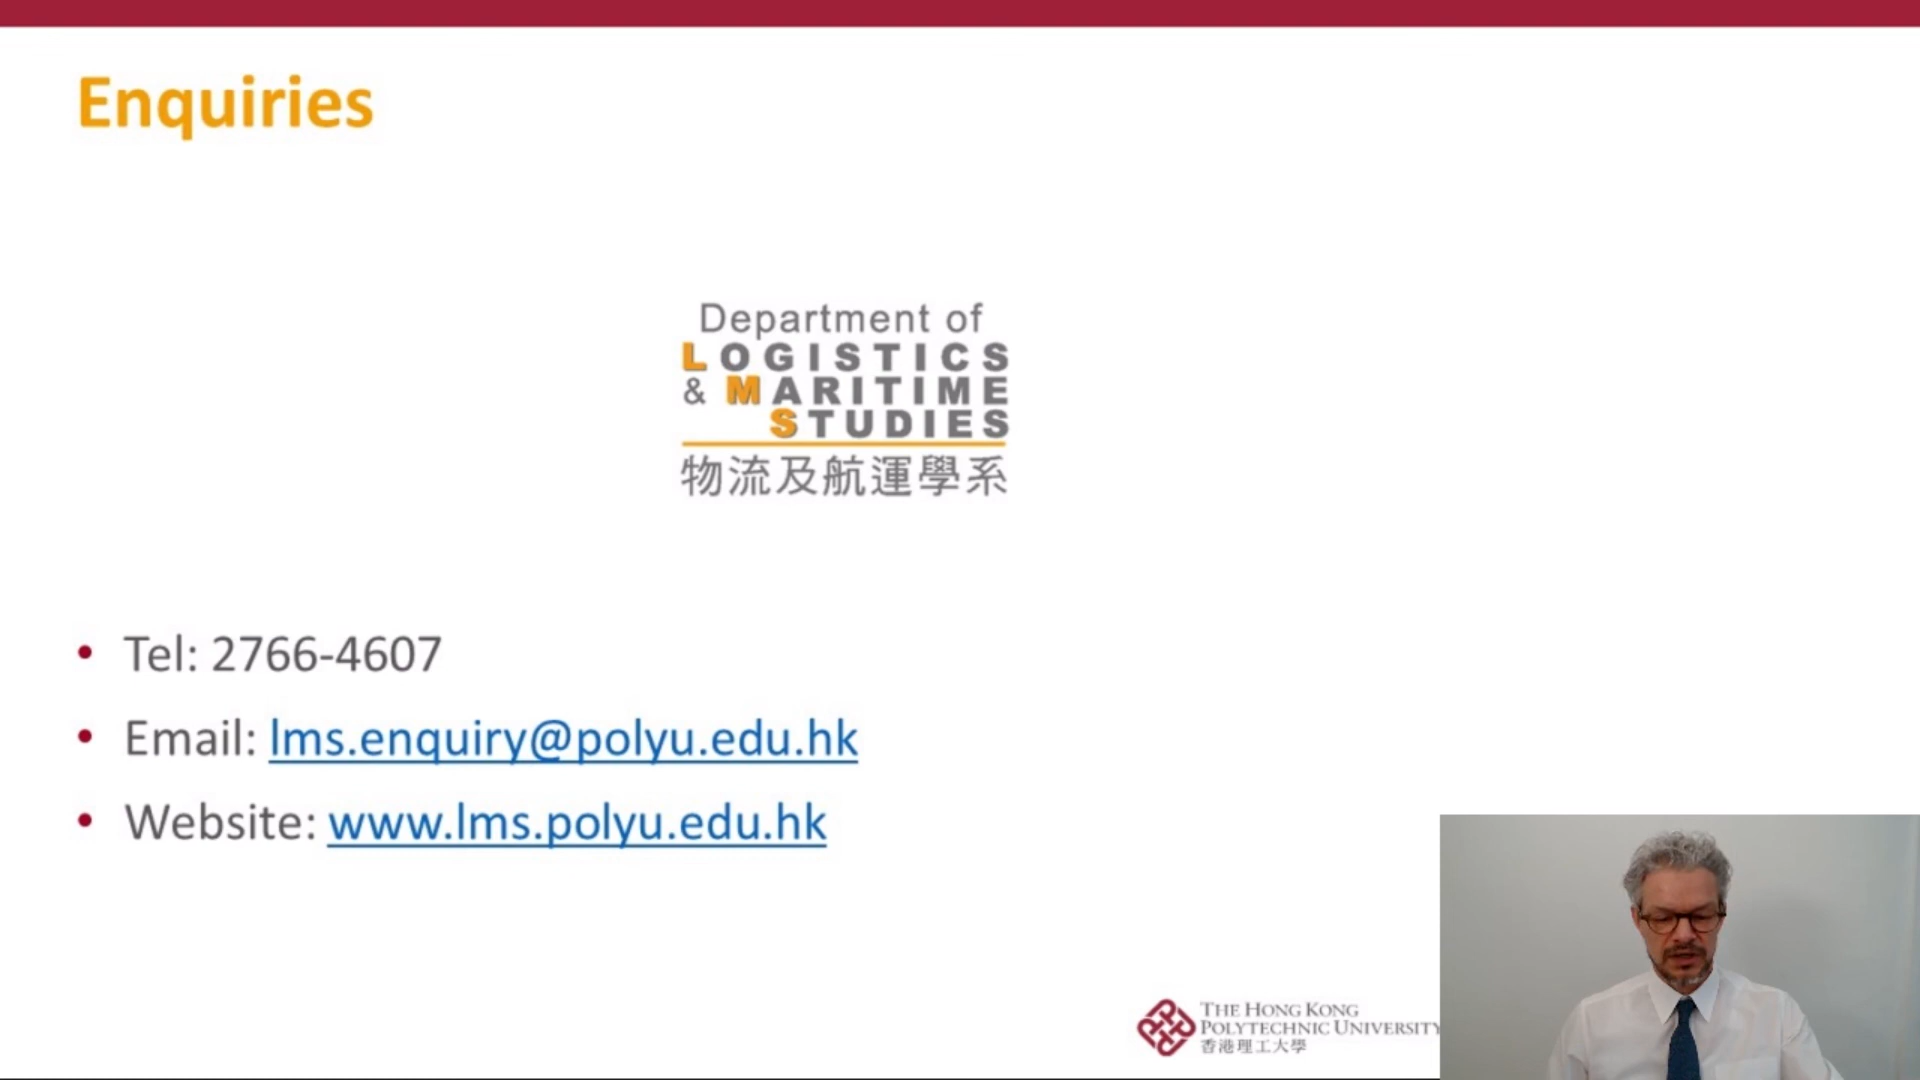 Enquiries
Department of
LOGISTICS
& MARITIME
STUDIES
物流及航運學系
• Tel: 2766-4607
• Email: lms.enquiry@polyu.edu.hk
• Website: www.lms.polyu.edu.hk
THE HONG KONG
POLYTECHNIC UNIVERSITY
香港理工大學